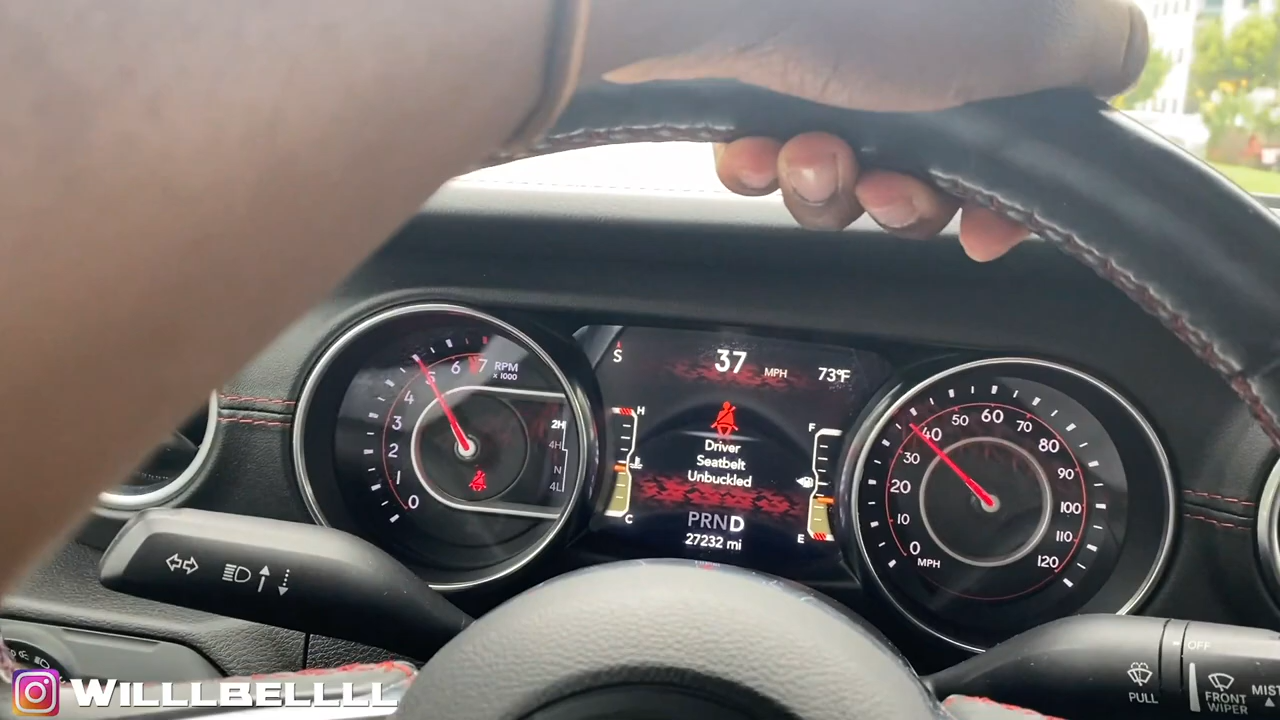 S
37 MPH
73°F
0 1 2 3 4 5 6 7
RPM
x 1000
2H
4H
N
4L
H
C
Driver
Seatbelt
Unbuckled
F
E
PRND
27232 mi
0 10 20 30 40 50 60 70 80 90 100 110 120
MPH
OFF
PULL
FRONT
WIPER
MIST
WILLLBELLLL